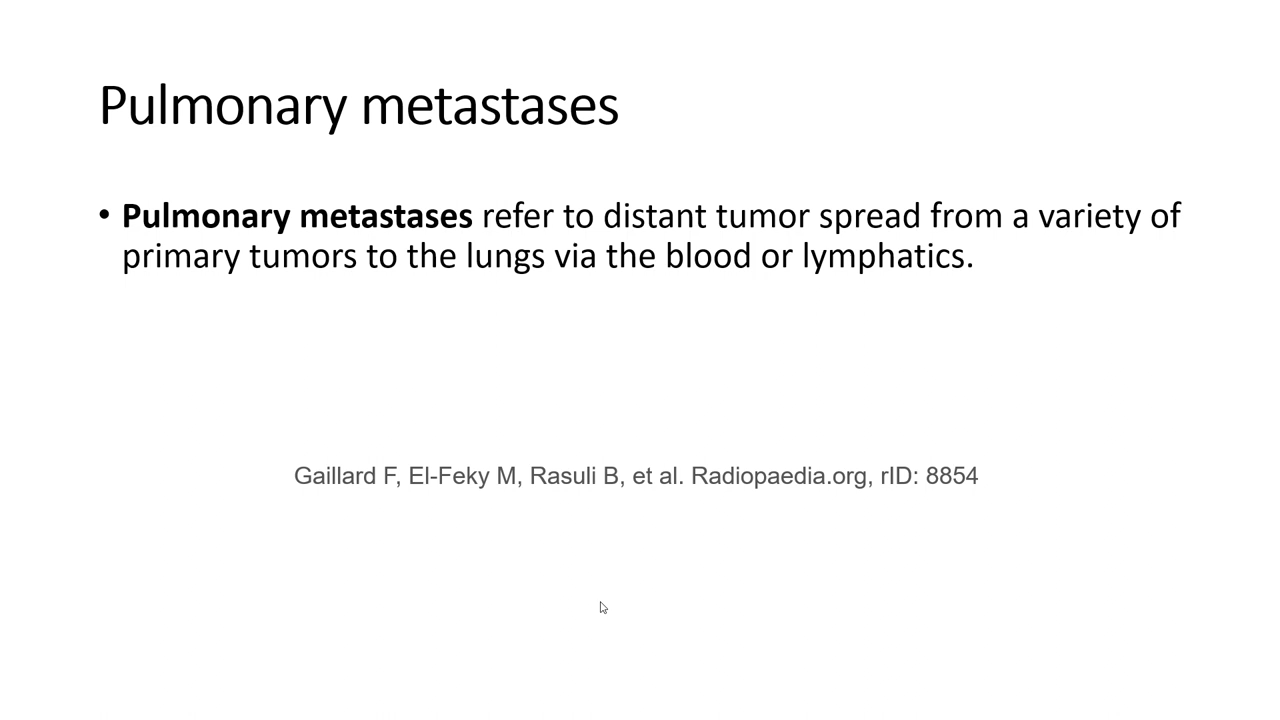 Pulmonary metastases
• Pulmonary metastases refer to distant tumor spread from a variety of
primary tumors to the lungs via the blood or lymphatics.
Gaillard F, El-Feky M, Rasuli B, et al. Radiopaedia.org, rID: 8854